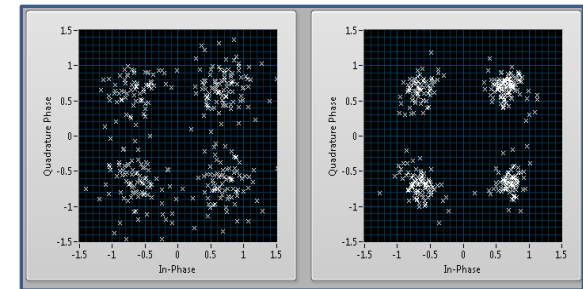 1.5-
1-
0.5-
0-
-0.5-
-1-
-1.5-
Quadrature Phase
-1.5 -1 -0.5 0 0.5 1 1.5
In-Phase
1.5-
1-
0.5-
0-
-0.5-
-1-
-1.5-
Quadrature Phase
-1.5 -1 -0.5 0 0.5 1 1.5
In-Phase